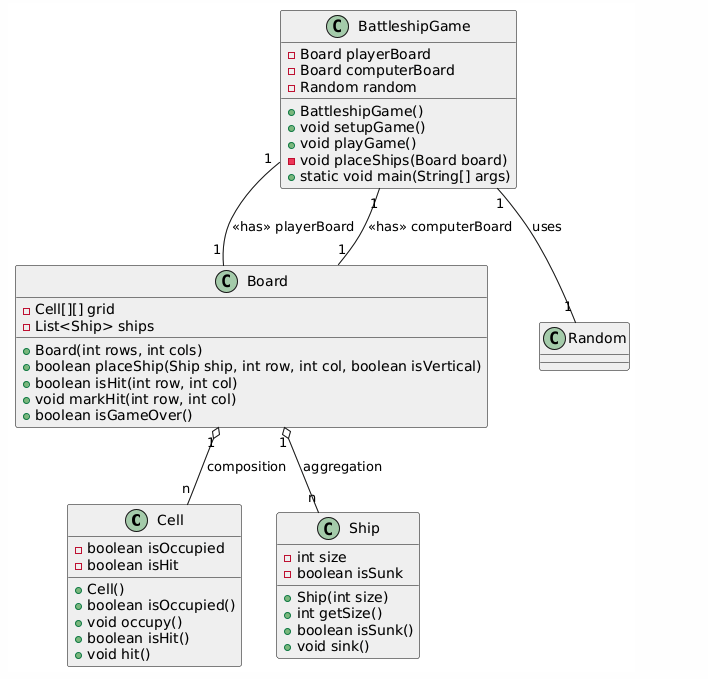 C BattleshipGame
Board playerBoard
Board computerBoard
Random random
BattleshipGame()
void setupGame()
void playGame()
void placeShips(Board board)
static void main(String[] args)
1
1
1
«has» playerBoard
«has» computerBoard
uses
1
1
1
C Board
Cell[][] grid
List<Ship> ships
Board(int rows, int cols)
boolean placeShip(Ship ship, int row, int col, boolean isVertical)
boolean isHit(int row, int col)
void markHit(int row, int col)
boolean isGameOver()
C Random
1
1
composition
aggregation
n
n
C Cell
boolean isOccupied
boolean isHit
Cell()
boolean isOccupied()
void occupy()
boolean isHit()
void hit()
C Ship
int size
boolean isSunk
Ship(int size)
int getSize()
boolean isSunk()
void sink()